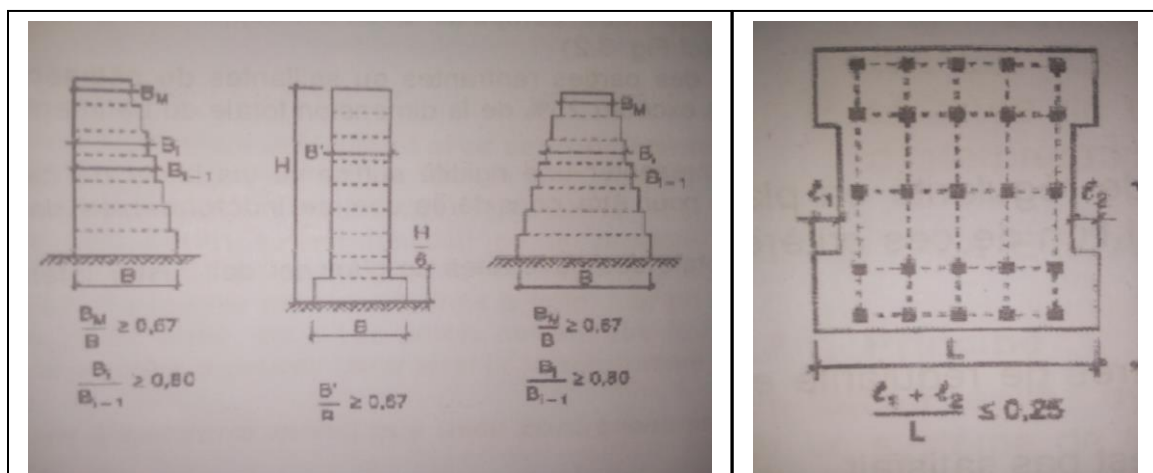 B_M
B_i
B_{i-1}
B
B_M/B ≥ 0,67
B_i/B_{i-1} ≥ 0,80
H
B'
H/6
B
B'/B ≥ 0,67
B_M
B_i
B_{i-1}
B
B_M/B ≥ 0.67
B_i/B_{i-1} ≥ 0,80
ℓ_1
ℓ_2
L
ℓ_1 + ℓ_2/L ≤ 0,25